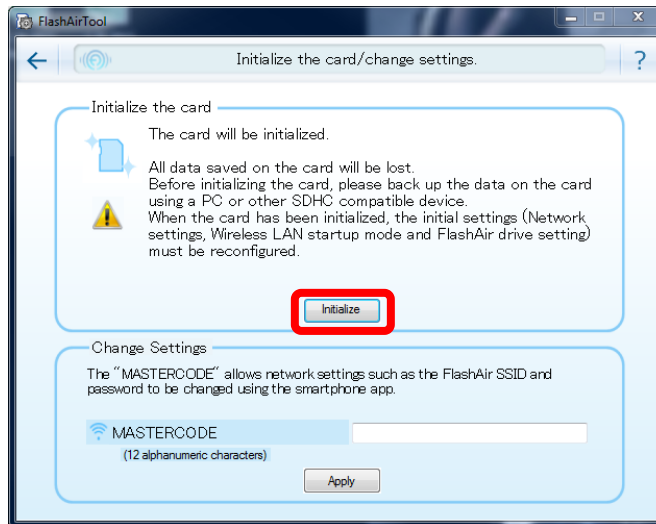 FlashAirTool
Initialize the card/change settings.
?
Initialize the card
The card will be initialized.
All data saved on the card will be lost.
Before initializing the card, please back up the data on the card
using a PC or other SDHC compatible device.
When the card has been initialized, the initial settings (Network
settings, Wireless LAN startup mode and FlashAir drive setting)
must be reconfigured.
Initialize
Change Settings
The "MASTERCODE" allows network settings such as the FlashAir SSID and
password to be changed using the smartphone app.
MASTERCODE
(12 alphanumeric characters)
Apply